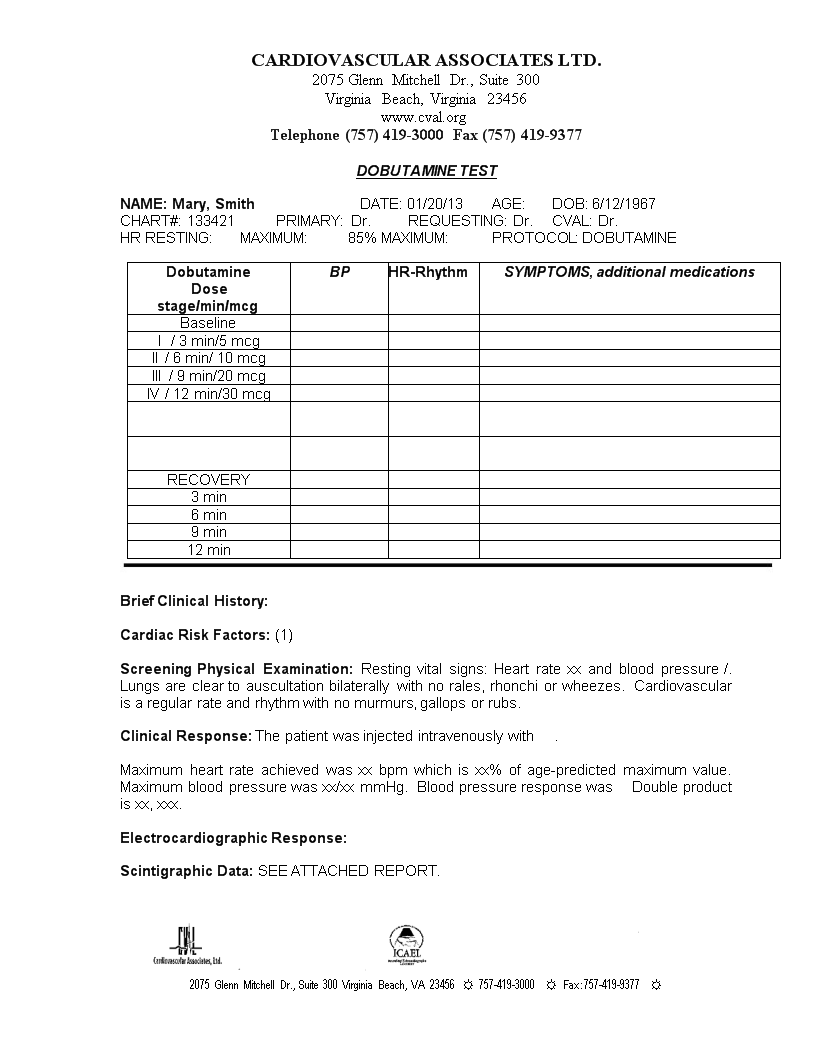 CARDIOVASCULAR ASSOCIATES LTD.
2075 Glenn Mitchell Dr., Suite 300
Virginia Beach, Virginia 23456
www.cval.org
Telephone (757) 419-3000 Fax (757) 419-9377
DOBUTAMINE TEST
NAME: Mary, Smith DATE: 01/20/13 AGE: DOB: 6/12/1967
CHART#: 133421 PRIMARY: Dr. REQUESTING: Dr. CVAL: Dr.
HR RESTING: MAXIMUM: 85% MAXIMUM: PROTOCOL: DOBUTAMINE
Dobutamine BP HR-Rhythm SYMPTOMS, additional medications
Dose
stage/min/mcg
Baseline
I / 3 min/5 mcg
II / 6 min/ 10 mcg
III / 9 min/20 mcg
IV / 12 min/30 mcg
RECOVERY
3 min
6 min
9 min
12 min
Brief Clinical History:
Cardiac Risk Factors: (1)
Screening Physical Examination: Resting vital signs: Heart rate xx and blood pressure /.
Lungs are clear to auscultation bilaterally with no rales, rhonchi or wheezes. Cardiovascular
is a regular rate and rhythm with no murmurs, gallops or rubs.
Clinical Response: The patient was injected intravenously with .
Maximum heart rate achieved was xx bpm which is xx% of age-predicted maximum value.
Maximum blood pressure was xx/xx mmHg. Blood pressure response was Double product
is xx, xxx.
Electrocardiographic Response:
Scintigraphic Data: SEE ATTACHED REPORT.
Cardiovascular Associates, Ltd.
ICAEL
2075 Glenn Mitchell Dr., Suite 300 Virginia Beach, VA 23456 ☼ 757-419-3000 ☼ Fax:757-419-9377 ☼